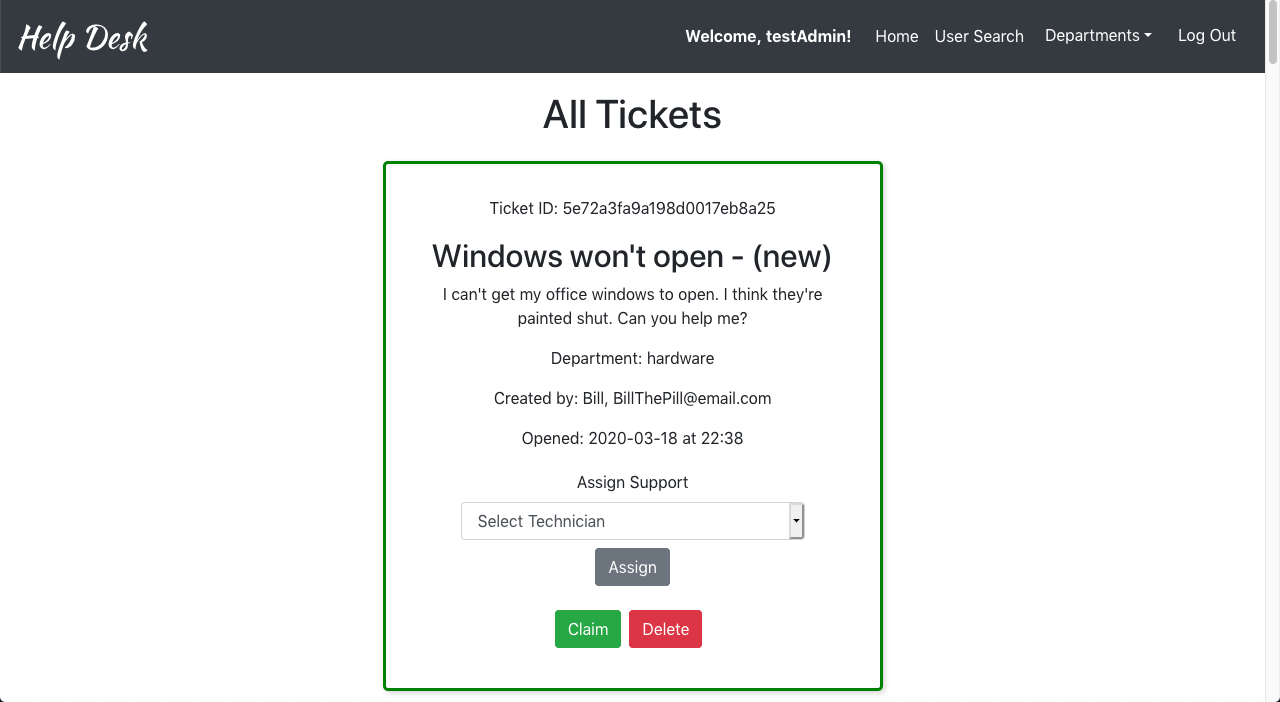 Help Desk
Welcome, testAdmin!
Home
User Search
Departments
Log Out
All Tickets
Ticket ID: 5e72a3fa9a198d0017eb8a25
Windows won't open - (new)
I can't get my office windows to open. I think they're
painted shut. Can you help me?
Department: hardware
Created by: Bill, BillThePill@email.com
Opened: 2020-03-18 at 22:38
Assign Support
Select Technician
Assign
Claim
Delete